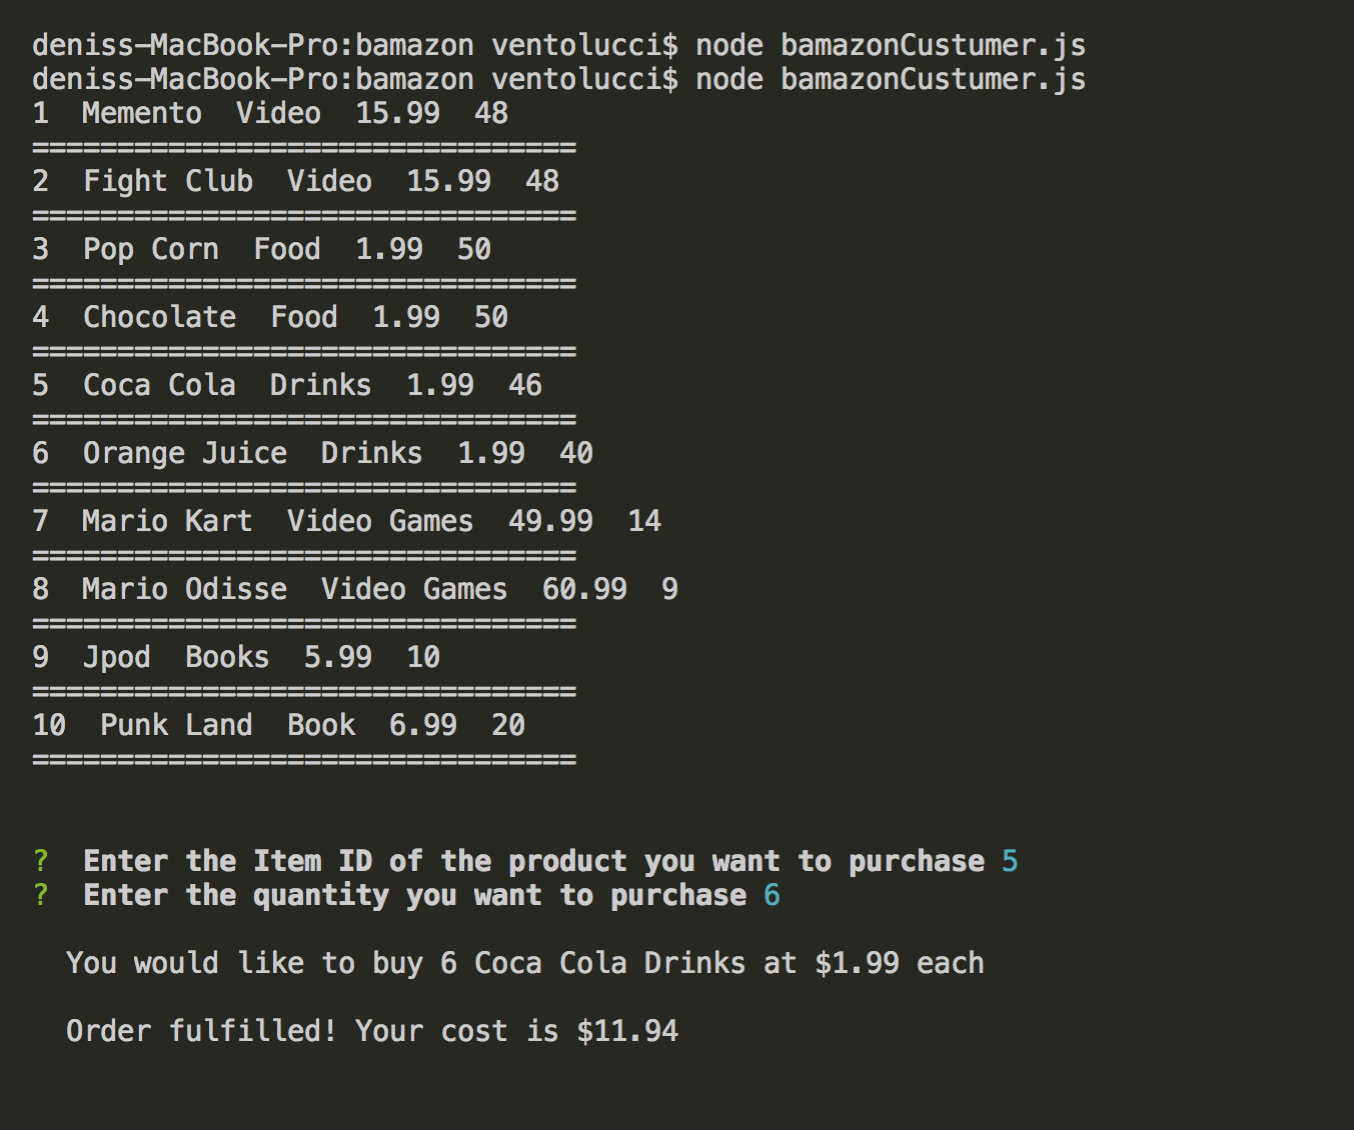 deniss-MacBook-Pro:bamazon ventolucci$ node bamazonCustumer.js
deniss-MacBook-Pro:bamazon ventolucci$ node bamazonCustumer.js
1  Memento  Video  15.99  48
================================
2  Fight Club  Video  15.99  48
================================
3  Pop Corn  Food  1.99  50
================================
4  Chocolate  Food  1.99  50
================================
5  Coca Cola  Drinks  1.99  46
================================
6  Orange Juice  Drinks  1.99  40
================================
7  Mario Kart  Video Games  49.99  14
================================
8  Mario Odisse  Video Games  60.99  9
================================
9  Jpod  Books  5.99  10
================================
10  Punk Land  Book  6.99  20
================================
?  Enter the Item ID of the product you want to purchase 5
?  Enter the quantity you want to purchase 6
You would like to buy 6 Coca Cola Drinks at $1.99 each
Order fulfilled! Your cost is $11.94